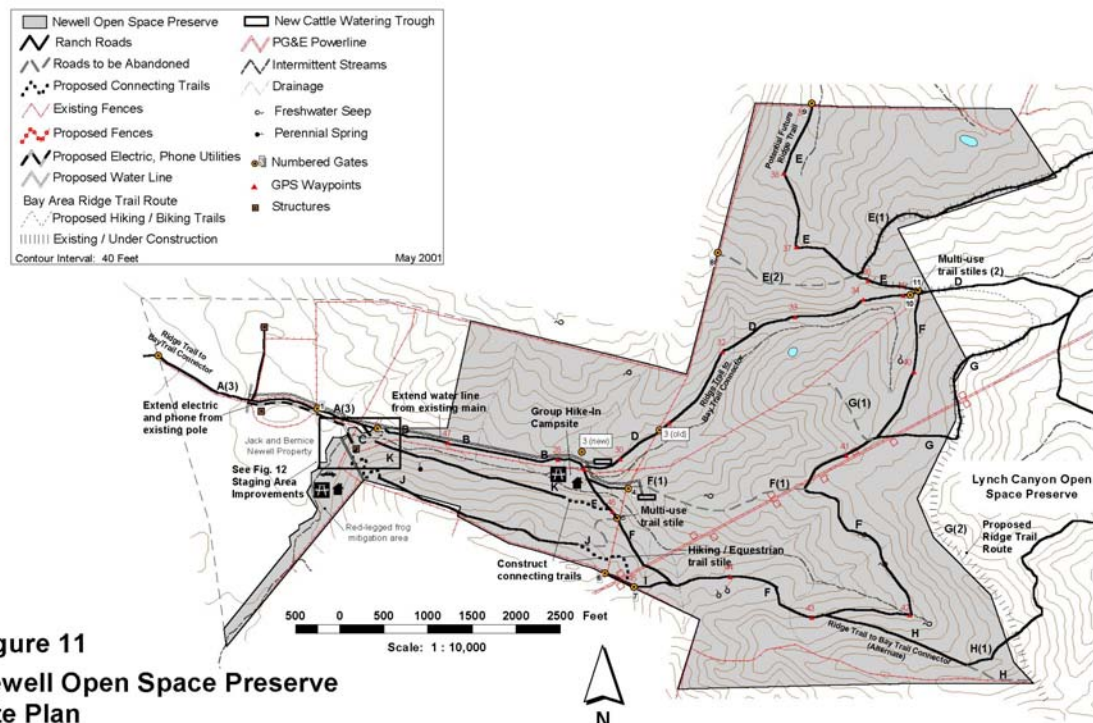 Newell Open Space Preserve
Ranch Roads
Roads to be Abandoned
Proposed Connecting Trails
Existing Fences
Proposed Fences
Proposed Electric, Phone Utilities
Proposed Water Line
Bay Area Ridge Trail Route
Proposed Hiking / Biking Trails
Existing / Under Construction
Contour Interval: 40 Feet
New Cattle Watering Trough
PG&E Powerline
Intermittent Streams
Drainage
Freshwater Seep
Perennial Spring
Numbered Gates
GPS Waypoints
Structures
May 2001
Potential Future
Ridge Trail
E
E
E
E(1)
E(2)
Multi-use
trail stiles (2)
D
11
10
F
D
Ridge Trail to
Bay Trail Connector
G
G
G(1)
Ridge Trail to
BayTrail Connector
A(3)
A(3)
Extend electric
and phone from
existing pole
Extend water line
from existing main
Jack and Bernice
Newell Property
See Fig. 12
Staging Area
Improvements
Red-legged frog
mitigation area
C
K
J
B
B
B
Group Hike-In
Campsite
3 (new)
3 (old)
D
K
F(1)
F(1)
Multi-use
trail stile
F
F
F
Hiking / Equestrian
trail stile
Construct
connecting trails
J
I
F
Lynch Canyon Open
Space Preserve
G(2)
Proposed
Ridge Trail
Route
H
H(1)
H
Ridge Trail to Bay Trail Connector
(Alternate)
500 0 500 1000 1500 2000 2500 Feet
Scale: 1 : 10,000
N
gure 11
ewell Open Space Preserve
te Plan